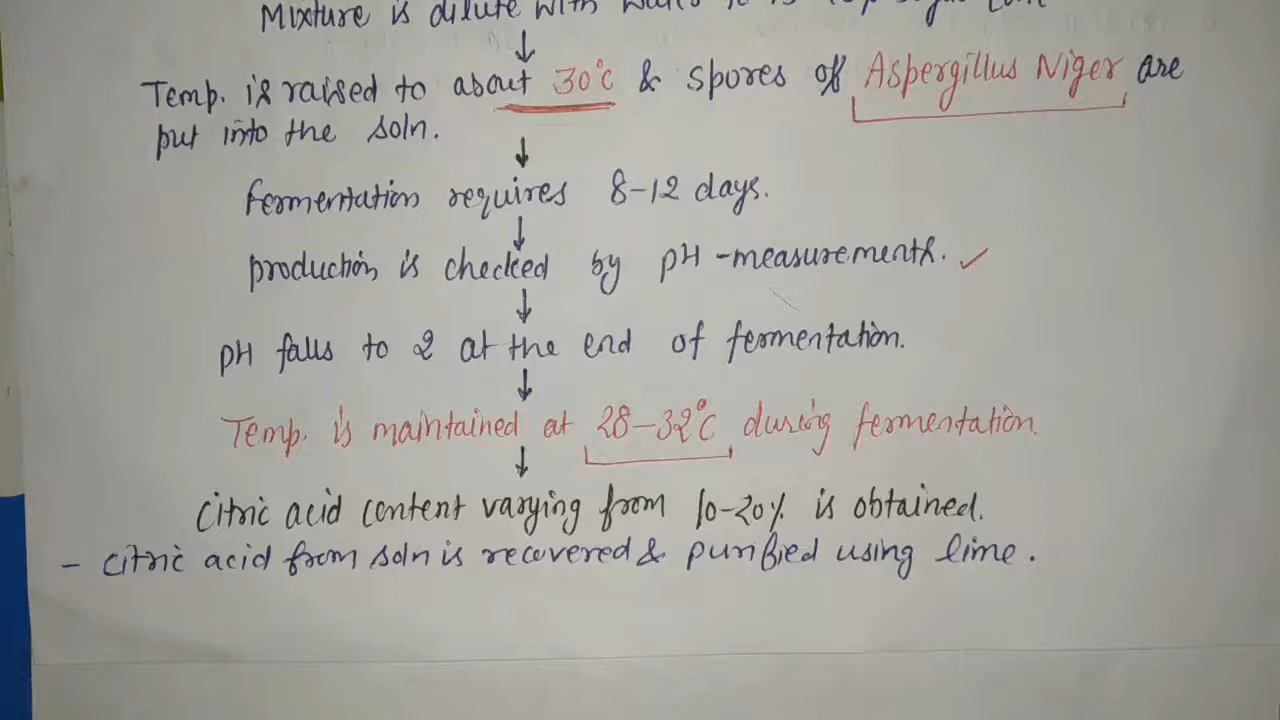 Mixture is dilute with
Temp. is raised to about 30°C & spores of Aspergillus Niger are
put into the soln.
Fermentation requires 8-12 days.
production is checked by pH-measurements.
pH falls to 2 at the end of fermentation.
Temp. is maintained at 28-32°C during fermentation.
Citric acid content varying from 10-20% is obtained.
- Citric acid from soln is recovered & purified using lime.